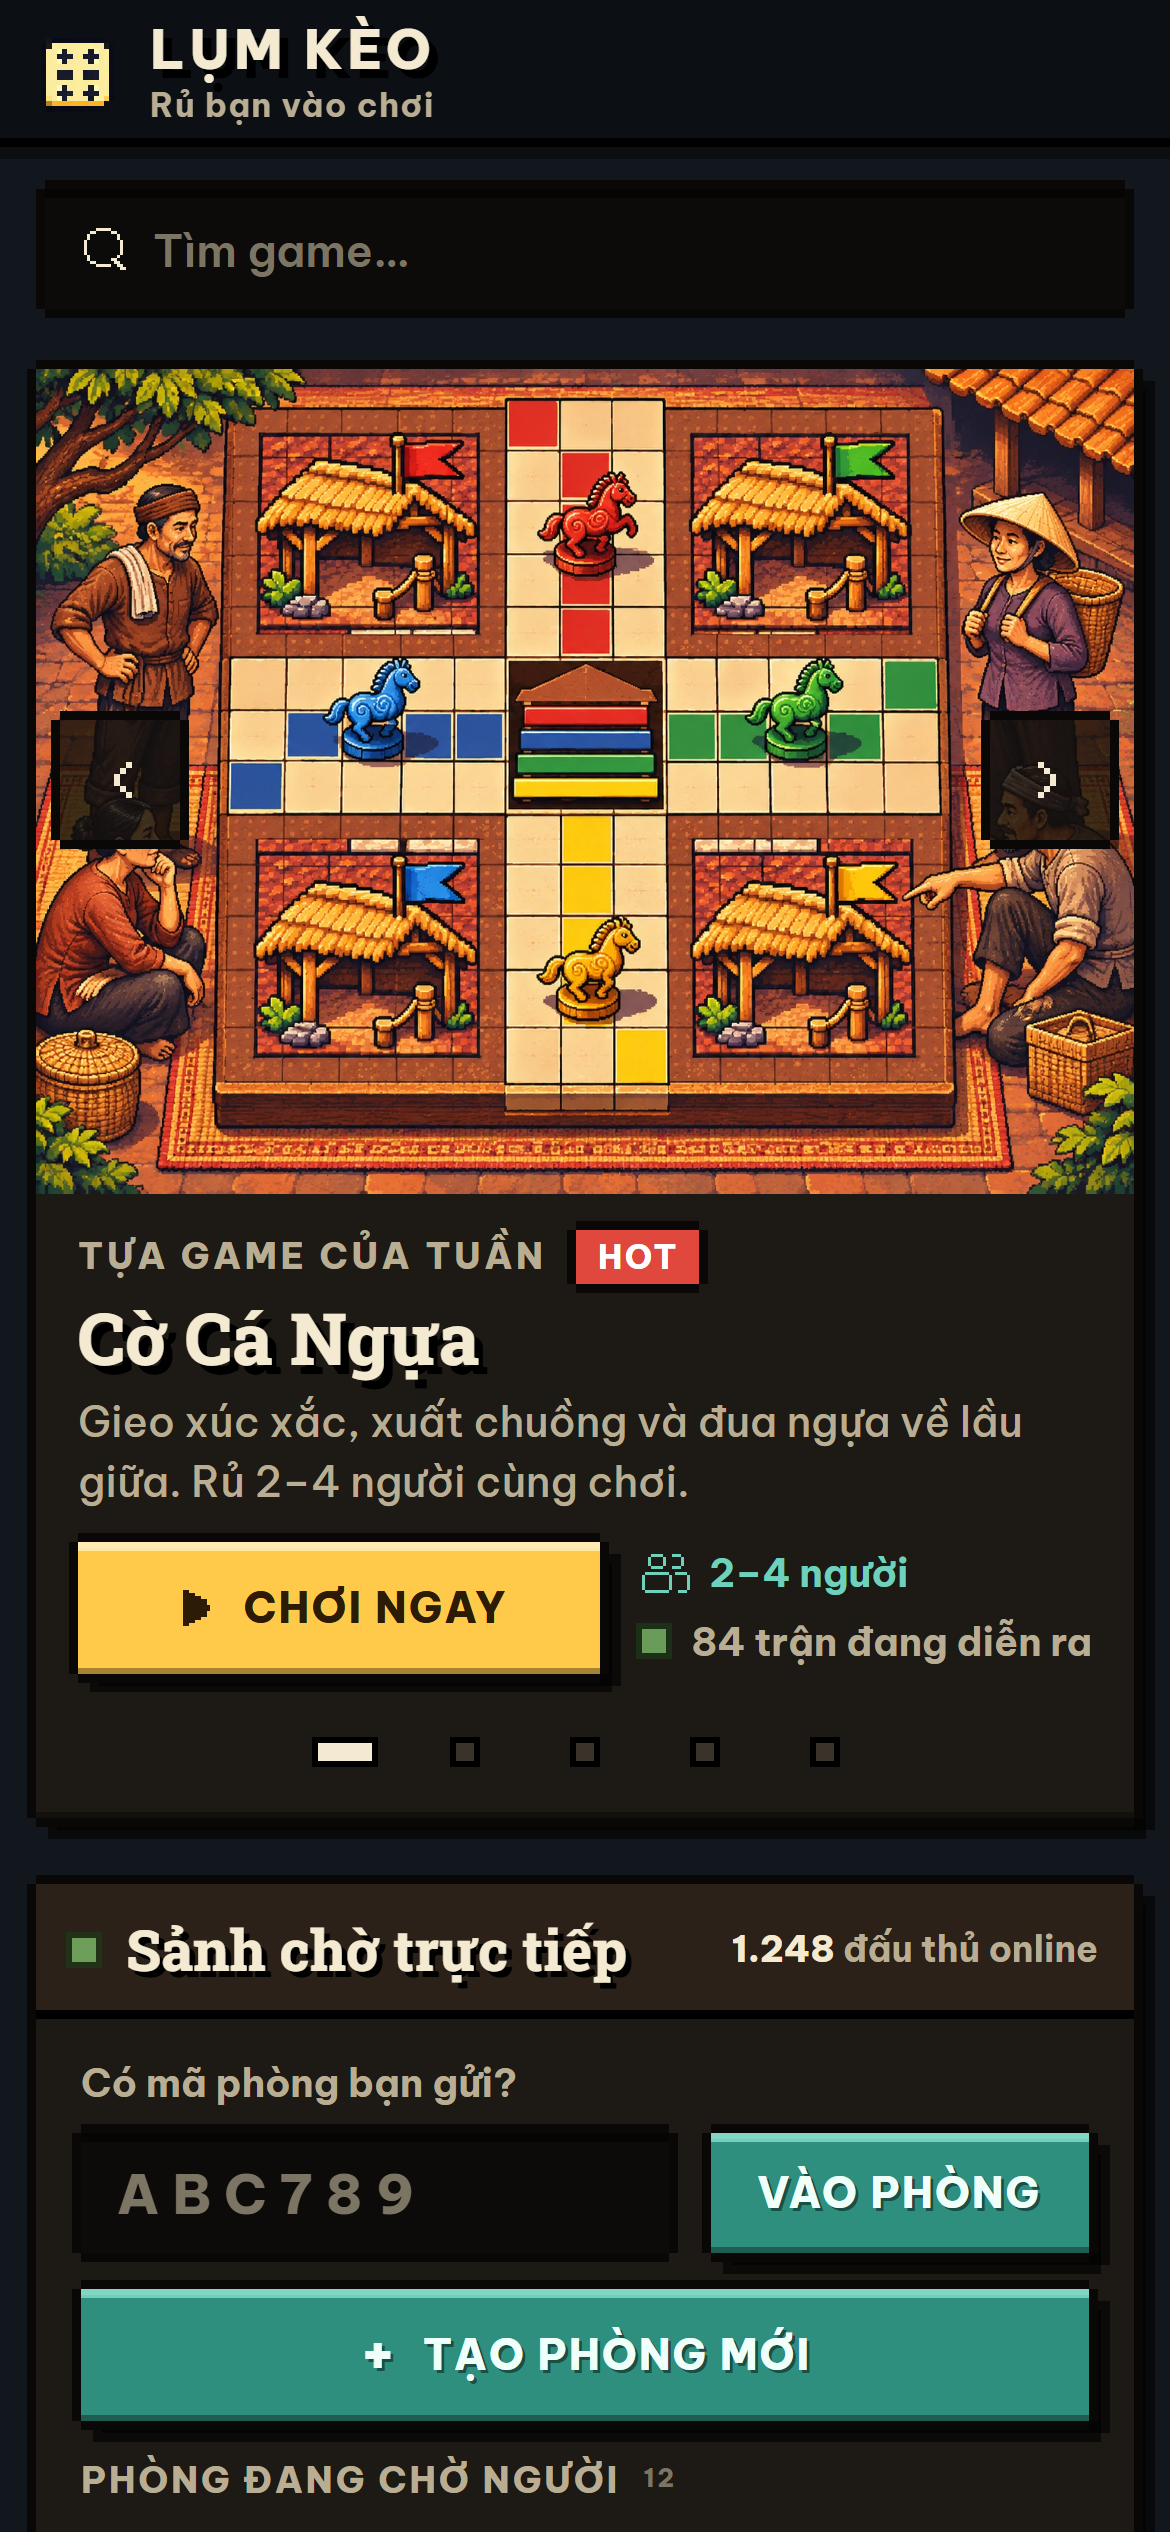 LỤM KÈO
Rủ bạn vào chơi
Tìm game...
TỰA GAME CỦA TUẦN HOT
Cờ Cá Ngựa
Gieo xúc xắc, xuất chuồng và đua ngựa về lầu
giữa. Rủ 2–4 người cùng chơi.
CHƠI NGAY
2–4 người
84 trận đang diễn ra
Sảnh chờ trực tiếp
1.248 đấu thủ online
Có mã phòng bạn gửi?
ABC789
VÀO PHÒNG
+ TẠO PHÒNG MỚI
PHÒNG ĐANG CHỜ NGƯỜI 12